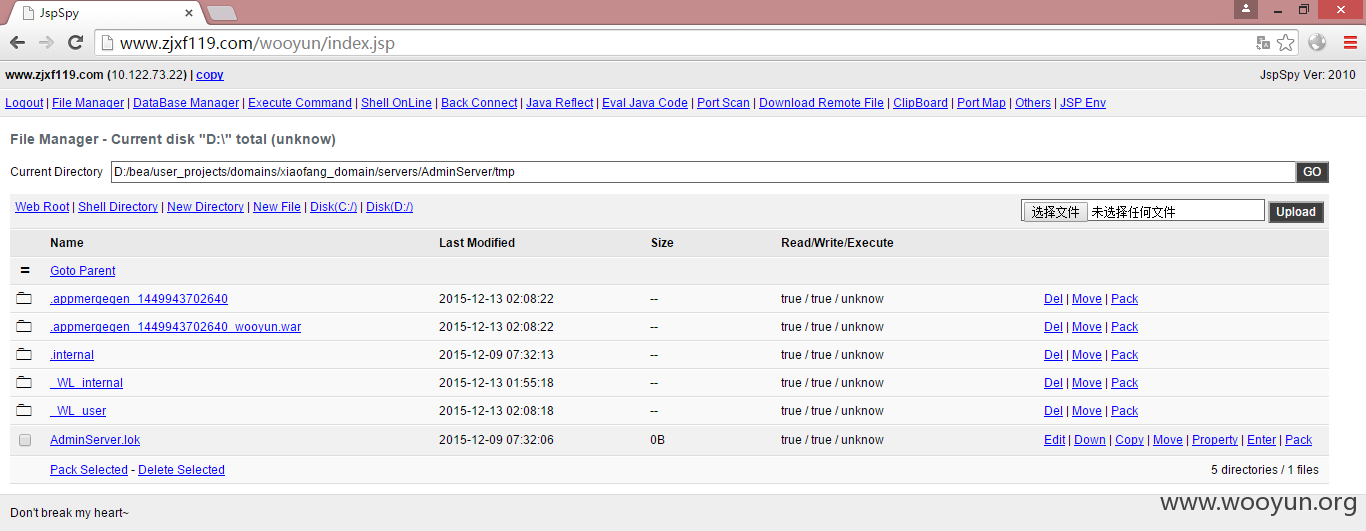 JspSpy
www.zjxf119.com/wooyun/index.jsp
www.zjxf119.com (10.122.73.22) | copy JspSpy Ver: 2010
Logout | File Manager | DataBase Manager | Execute Command | Shell OnLine | Back Connect | Java Reflect | Eval Java Code | Port Scan | Download Remote File | ClipBoard | Port Map | Others | JSP Env
File Manager - Current disk "D:\" total (unknow)
Current Directory D:/bea/user_projects/domains/xiaofang_domain/servers/AdminServer/tmp GO
Web Root | Shell Directory | New Directory | New File | Disk(C:/) | Disk(D:/) 选择文件 未选择任何文件 Upload
Name Last Modified Size Read/Write/Execute
= Goto Parent
.appmergegen_1449943702640 2015-12-13 02:08:22 -- true / true / unknow Del | Move | Pack
.appmergegen_1449943702640_wooyun.war 2015-12-13 02:08:22 -- true / true / unknow Del | Move | Pack
.internal 2015-12-09 07:32:13 -- true / true / unknow Del | Move | Pack
_WL_internal 2015-12-13 01:55:18 -- true / true / unknow Del | Move | Pack
_WL_user 2015-12-13 02:08:18 -- true / true / unknow Del | Move | Pack
AdminServer.lok 2015-12-09 07:32:06 0B true / true / unknow Edit | Down | Copy | Move | Property | Enter | Pack
Pack Selected - Delete Selected 5 directories / 1 files
Don't break my heart~
www.wooyun.org